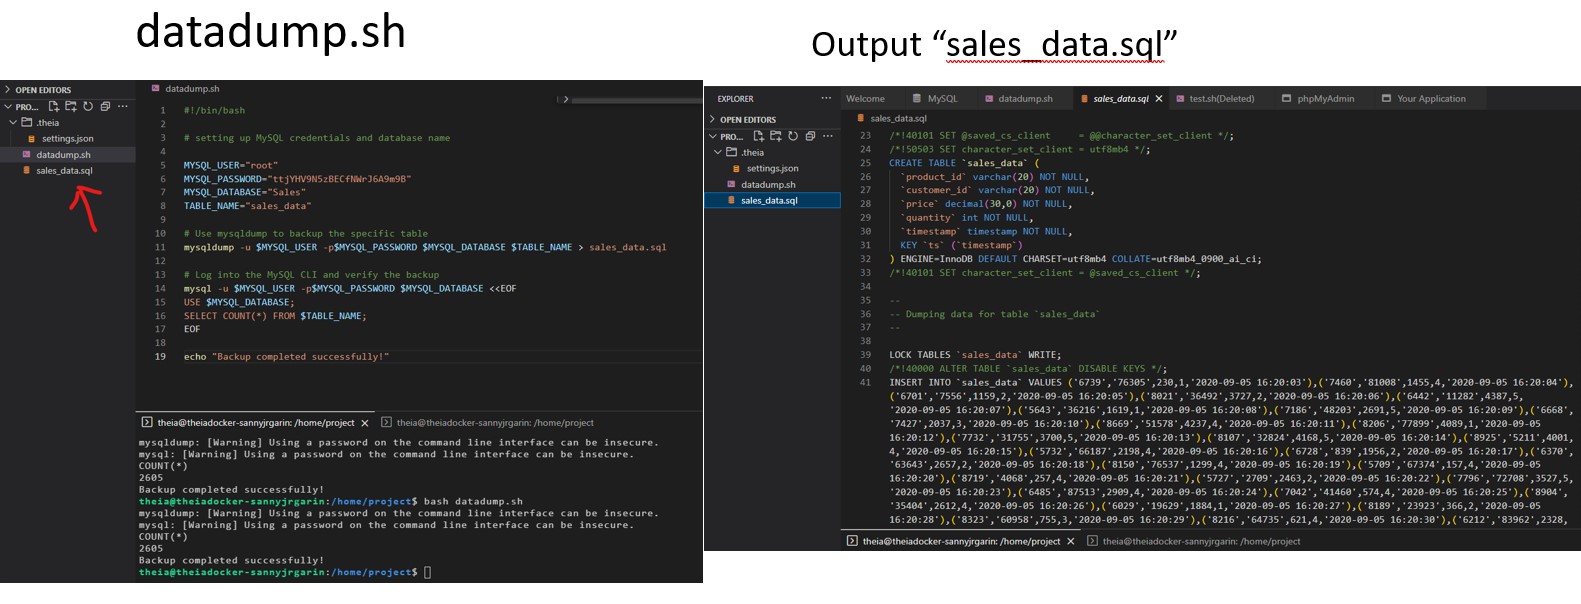 datadump.sh
Output “sales_data.sql”
OPEN EDITORS
PRO... ...
.theia
settings.json
datadump.sh
sales_data.sql
datadump.sh
1 #!/bin/bash
2
3 # setting up MySQL credentials and database name
4
5 MYSQL_USER="root"
6 MYSQL_PASSWORD="ttjYHV9N5zBECfNWrJ6A9m9B"
7 MYSQL_DATABASE="Sales"
8 TABLE_NAME="sales_data"
9
10 # Use mysqldump to backup the specific table
11 mysqldump -u $MYSQL_USER -p$MYSQL_PASSWORD $MYSQL_DATABASE $TABLE_NAME > sales_data.sql
12
13 # Log into the MySQL CLI and verify the backup
14 mysql -u $MYSQL_USER -p$MYSQL_PASSWORD $MYSQL_DATABASE <<EOF
15 USE $MYSQL_DATABASE;
16 SELECT COUNT(*) FROM $TABLE_NAME;
17 EOF
18
19 echo "Backup completed successfully!"
theia@theiadocker-sannyjrgarin: /home/project × theia@theiadocker-sannyjrgarin: /home/project
mysqldump: [Warning] Using a password on the command line interface can be insecure.
mysql: [Warning] Using a password on the command line interface can be insecure.
COUNT(*)
2605
Backup completed successfully!
theia@theiadocker-sannyjrgarin:/home/project$ bash datadump.sh
mysqldump: [Warning] Using a password on the command line interface can be insecure.
mysql: [Warning] Using a password on the command line interface can be insecure.
COUNT(*)
2605
Backup completed successfully!
theia@theiadocker-sannyjrgarin:/home/project$
EXPLORER ...
OPEN EDITORS
PRO... ...
.theia
settings.json
datadump.sh
sales_data.sql
Welcome MySQL datadump.sh sales_data.sql × test.sh(Deleted) phpMyAdmin Your Application
sales_data.sql
23 /*!40101 SET @saved_cs_client     = @@character_set_client */;
24 /*!50503 SET character_set_client = utf8mb4 */;
25 CREATE TABLE `sales_data` (
26 `product_id` varchar(20) NOT NULL,
27 `customer_id` varchar(20) NOT NULL,
28 `price` decimal(30,0) NOT NULL,
29 `quantity` int NOT NULL,
30 `timestamp` timestamp NOT NULL,
31 KEY `ts` (`timestamp`)
32 ) ENGINE=InnoDB DEFAULT CHARSET=utf8mb4 COLLATE=utf8mb4_0900_ai_ci;
33 /*!40101 SET character_set_client = @saved_cs_client */;
34
35 --
36 -- Dumping data for table `sales_data`
37 --
38
39 LOCK TABLES `sales_data` WRITE;
40 /*!40000 ALTER TABLE `sales_data` DISABLE KEYS */;
41 INSERT INTO `sales_data` VALUES ('6739','76305',230,1,'2020-09-05 16:20:03'),('7460','81008',1455,4,'2020-09-05 16:20:04'),
('6701','7556',1159,2,'2020-09-05 16:20:05'),('8021','36492',3727,2,'2020-09-05 16:20:06'),('6442','11282',4387,5,
'2020-09-05 16:20:07'),('5643','36216',1619,1,'2020-09-05 16:20:08'),('7186','48203',2691,5,'2020-09-05 16:20:09'),('6668',
'7427',2037,3,'2020-09-05 16:20:10'),('8669','51578',4237,4,'2020-09-05 16:20:11'),('8206','77899',4089,1,'2020-09-05
16:20:12'),('7732','31755',3700,5,'2020-09-05 16:20:13'),('8107','32824',4168,5,'2020-09-05 16:20:14'),('8925','5211',4001,
4,'2020-09-05 16:20:15'),('5732','66187',2198,4,'2020-09-05 16:20:16'),('6728','839',1956,2,'2020-09-05 16:20:17'),('6370',
'63643',2657,2,'2020-09-05 16:20:18'),('8150','76537',1299,4,'2020-09-05 16:20:19'),('5709','67374',157,4,'2020-09-05
16:20:20'),('8719','4068',257,4,'2020-09-05 16:20:21'),('5727','2709',2463,2,'2020-09-05 16:20:22'),('7796','72708',3527,5,
'2020-09-05 16:20:23'),('6485','87513',2909,4,'2020-09-05 16:20:24'),('7042','41460',574,4,'2020-09-05 16:20:25'),('8904',
'35404',2612,4,'2020-09-05 16:20:26'),('6029','19629',1884,1,'2020-09-05 16:20:27'),('8189','23923',366,2,'2020-09-05
16:20:28'),('8323','60958',755,3,'2020-09-05 16:20:29'),('8216','64735',621,4,'2020-09-05 16:20:30'),('6212','83962',2328,
theia@theiadocker-sannyjrgarin: /home/project × theia@theiadocker-sannyjrgarin: /home/project